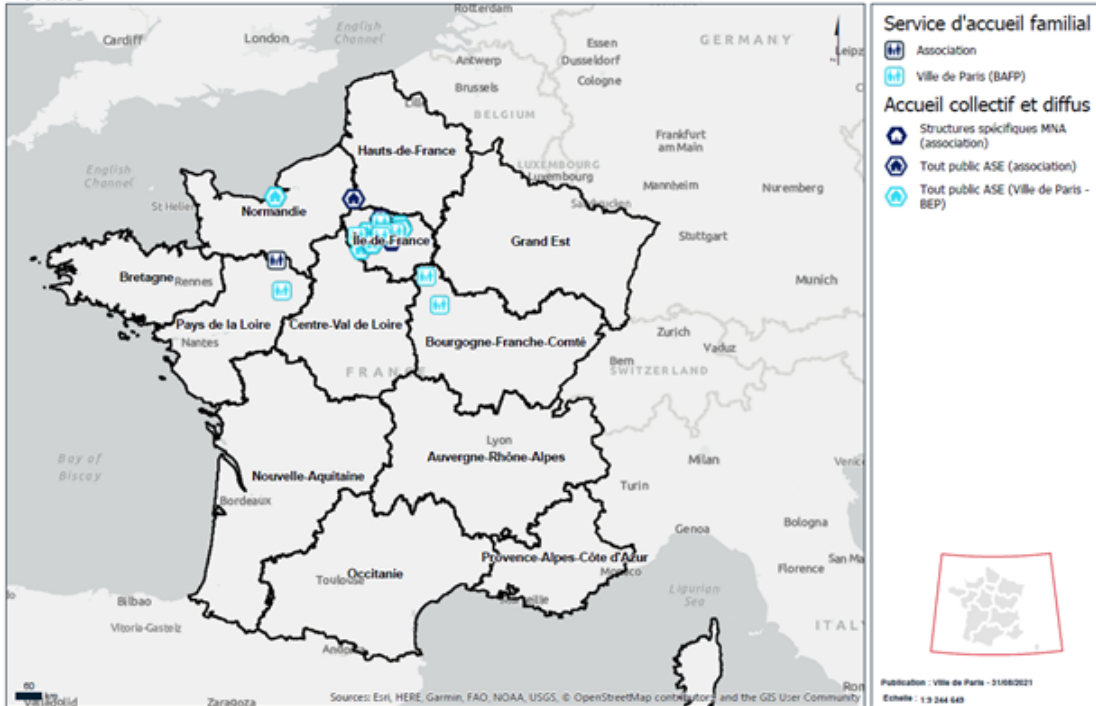 English
Channel
Rotterdam
Cardiff
London
Essen
GERMANY
Leipz
Antwerp
Dusseldorf
Cologne
Brussels
Lille
BELGIUM
Frankfurt
am Main
Hauts-de-France
LUXEMBOURG
Luxembourg
English
Channel
Mannheim
Nuremberg
St Helier
Saarbrucken
Normandie
Stuttgart
Île-de-France
Grand Est
Bretagne
Rennes
Munich
Pays de la Loire
Centre-Val de Loire
Nantes
Zurich
Vaduz
Bourgogne-Franche-Comté
Bern
FRANCE
SWITZERLAND
Lyon
Auvergne-Rhône-Alpes
Milan
Venice
Bay of
Biscay
Nouvelle-Aquitaine
Turin
Bordeaux
Genoa
Bologna
Provence-Alpes-Côte d'Azur
Monaco
San Ma
Florence
Occitanie
Toulouse
Marseille
Ligurian
Sea
Bilbao
Vitoria-Gasteiz
ITALY
Andorra
60
km
Valladolid
Zaragoza
Rom
Sources: Esri, HERE, Garmin, FAO, NOAA, USGS, © OpenStreetMap contributors, and the GIS User Community
Service d'accueil familial
Association
Ville de Paris (BAFP)
Accueil collectif et diffus
Structures spécifiques MNA
(association)
Tout public ASE (association)
Tout public ASE (Ville de Paris -
BEP)
Publication : Ville de Paris - 31/08/2021
Echelle : 1:9 244 649